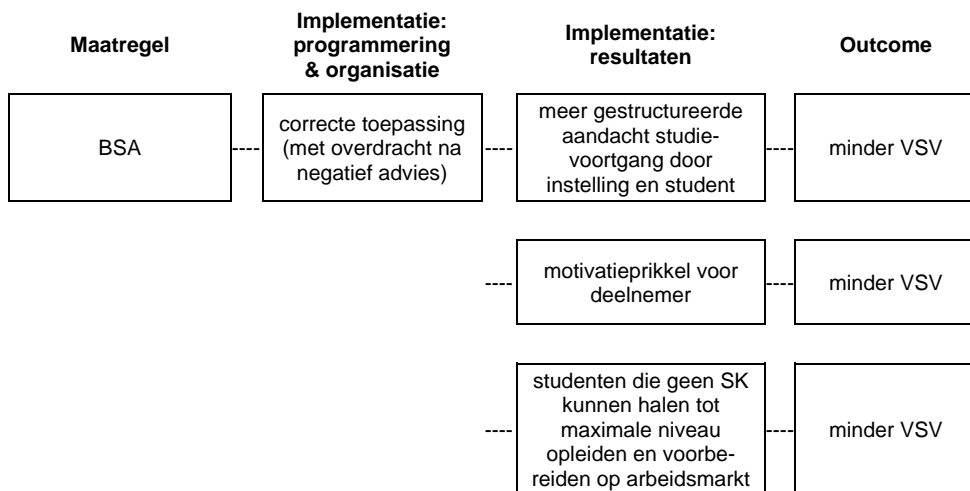 Maatregel
Implementatie:
programmering
& organisatie
Implementatie:
resultaten
Outcome
BSA
----
correcte toepassing
(met overdracht na
negatief advies)
----
meer gestructureerde
aandacht studie-
voortgang door
instelling en student
----
minder VSV
----
motivatieprikkel voor
deelnemer
----
minder VSV
----
studenten die geen SK
kunnen halen tot
maximale niveau
opleiden en voorbe-
reiden op arbeidsmarkt
----
minder VSV